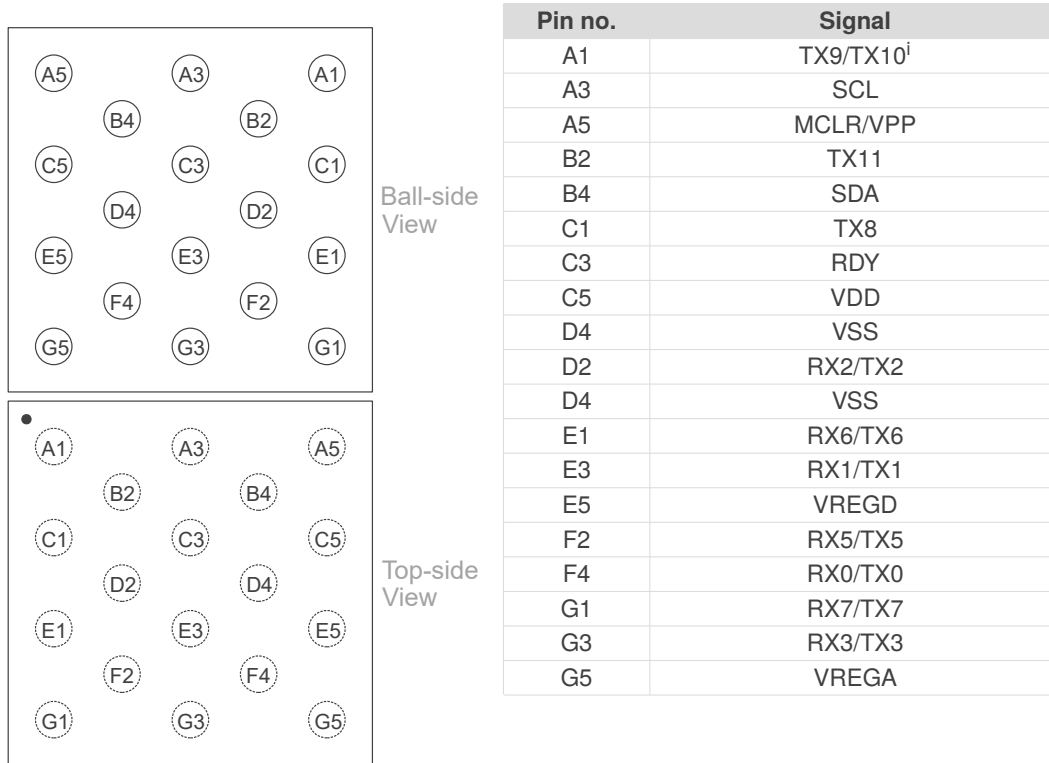 A5 A3 A1
B4 B2
C5 C3 C1
D4 D2
E5 E3 E1
F4 F2
G5 G3 G1
Ball-side
View
A1 A3 A5
B2 B4
C1 C3 C5
D2 D4
E1 E3 E5
F2 F4
G1 G3 G5
Top-side
View
Pin no. Signal
A1 TX9/TX10i
A3 SCL
A5 MCLR/VPP
B2 TX11
B4 SDA
C1 TX8
C3 RDY
C5 VDD
D4 VSS
D2 RX2/TX2
D4 VSS
E1 RX6/TX6
E3 RX1/TX1
E5 VREGD
F2 RX5/TX5
F4 RX0/TX0
G1 RX7/TX7
G3 RX3/TX3
G5 VREGA